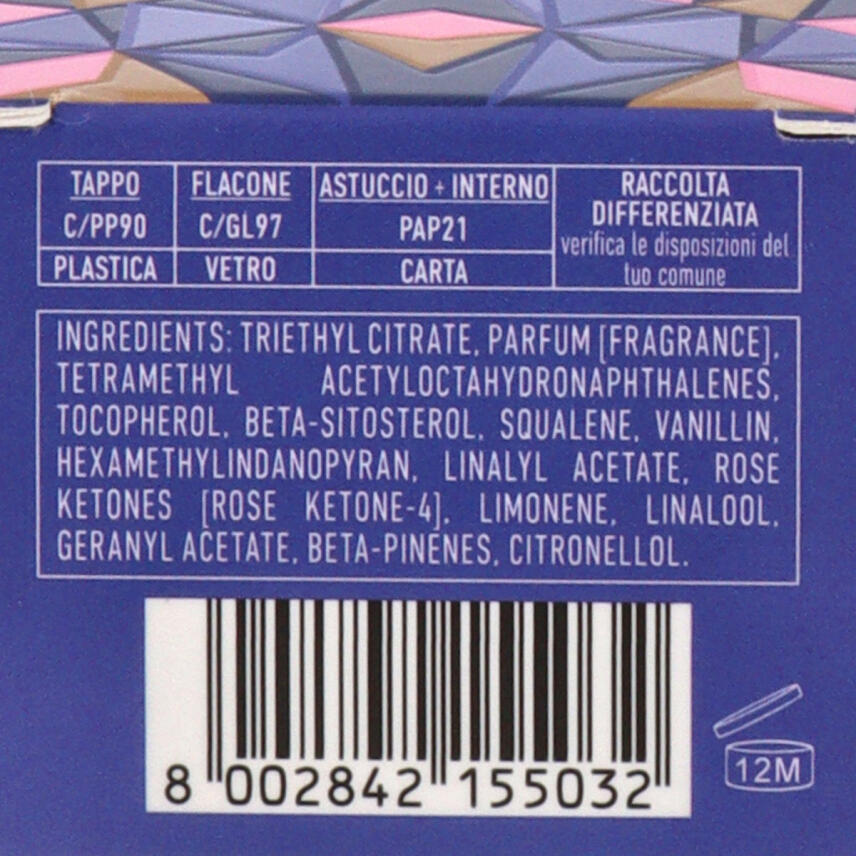 TAPPO FLACONE ASTUCCIO + INTERNO RACCOLTA
DIFFERENZIATA
C/PP90 C/GL97 PAP21 verifica le disposizioni del
PLASTICA VETRO CARTA tuo comune
INGREDIENTS: TRIETHYL CITRATE, PARFUM [FRAGRANCE],
TETRAMETHYL ACETYLOCTAHYDRONAPHTHALENES,
TOCOPHEROL, BETA-SITOSTEROL, SQUALENE, VANILLIN,
HEXAMETHYLINDANOPYRAN, LINALYL ACETATE, ROSE
KETONES [ROSE KETONE-4], LIMONENE, LINALOOL,
GERANYL ACETATE, BETA-PINENES, CITRONELLOL.
8 002842 155032
12M